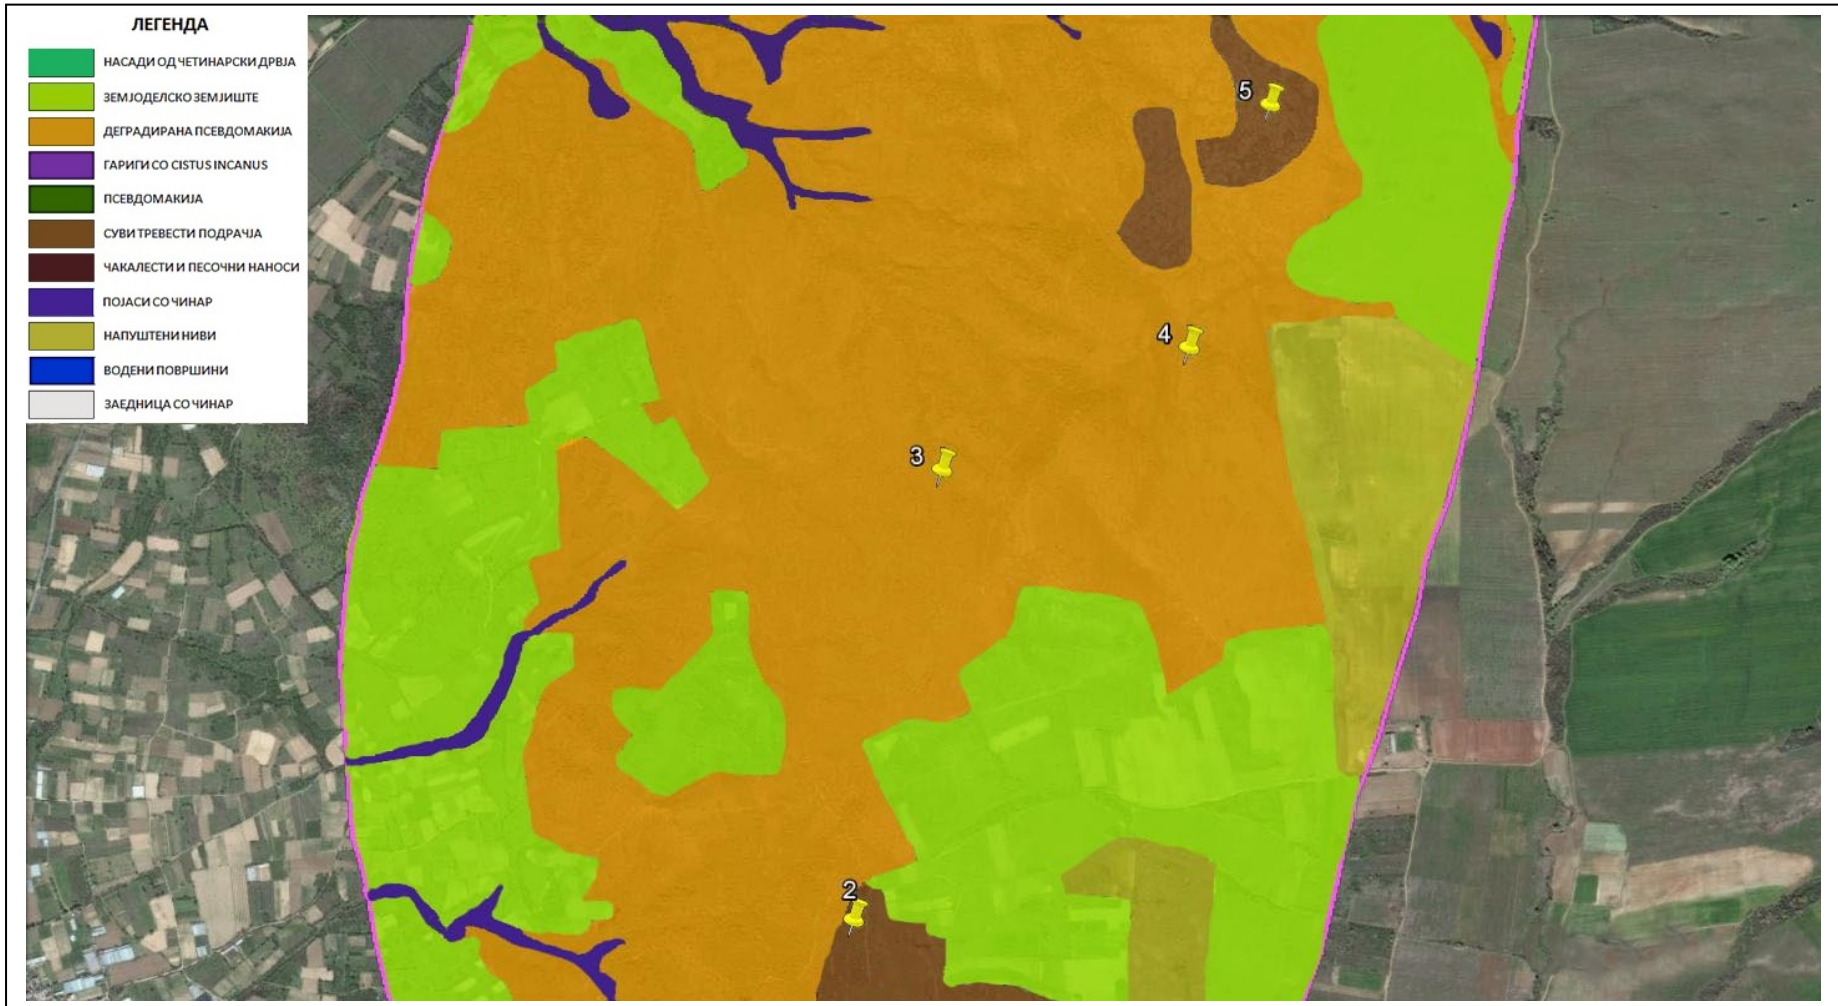 ЛЕГЕНДА
НАСАДИ ОД ЧЕТИНАРСКИ ДРВЈА
ЗЕМЈОДЕЛСКО ЗЕМЈИШТЕ
ДЕГРАДИРАНА ПСЕВДОМАКИЈА
ГАРИГИ СО CISTUS INCANUS
ПСЕВДОМАКИЈА
СУВИ ТРЕВЕСТИ ПОДРАЧЈА
ЧАКАЛЕСТИ И ПЕСОЧНИ НАНОСИ
ПОЈАСИ СО ЧИНАР
НАПУШТЕНИ НИВИ
ВОДЕНИ ПОВРШИНИ
ЗАЕДНИЦА СО ЧИНАР
5
4
3
2